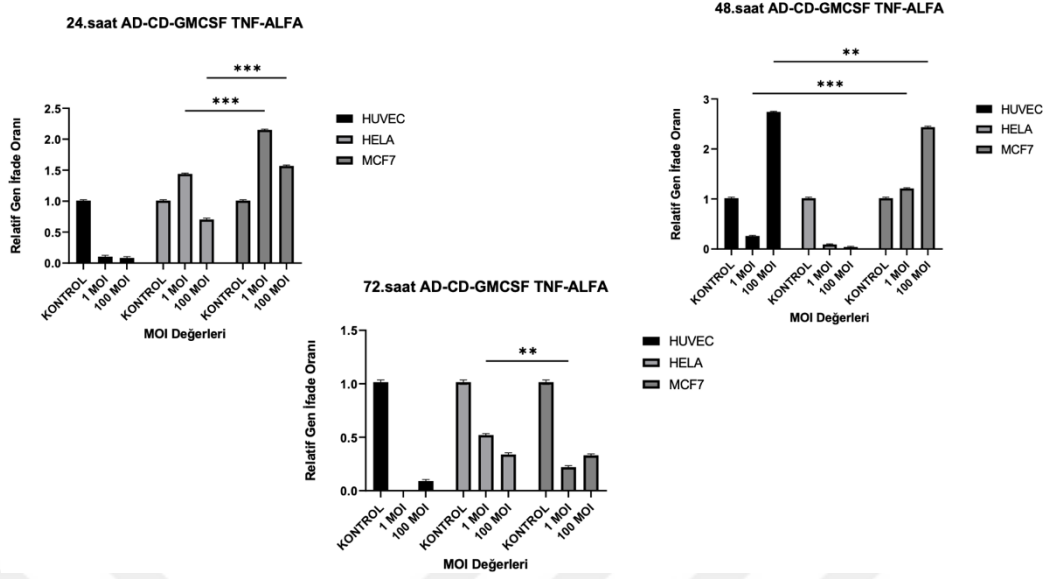 24.saat AD-CD-GMCSF TNF-ALFA
***
***
Relatif Gen İfade Oranı
2.5
2.0
1.5
1.0
0.5
0.0
KONTROL
1 MOI
100 MOI
KONTROL
1 MOI
100 MOI
KONTROL
1 MOI
100 MOI
MOI Değerleri
HUVEC
HELA
MCF7
48.saat AD-CD-GMCSF TNF-ALFA
**
***
Relatif Gen İfade Oranı
3
2
1
0
KONTROL
1 MOI
100 MOI
KONTROL
1 MOI
100 MOI
KONTROL
1 MOI
100 MOI
MOI Değerleri
HUVEC
HELA
MCF7
72.saat AD-CD-GMCSF TNF-ALFA
**
Relatif Gen İfade Oranı
1.5
1.0
0.5
0.0
KONTROL
1 MOI
100 MOI
KONTROL
1 MOI
100 MOI
KONTROL
1 MOI
100 MOI
MOI Değerleri
HUVEC
HELA
MCF7